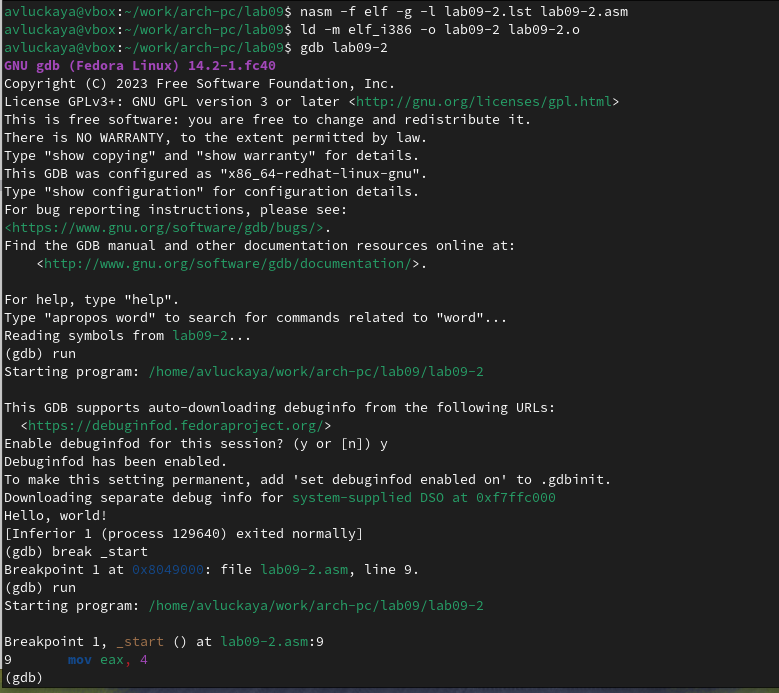 avluckaya@vbox:~/work/arch-pc/lab09$ nasm -f elf -g -l lab09-2.lst lab09-2.asm
avluckaya@vbox:~/work/arch-pc/lab09$ ld -m elf_i386 -o lab09-2 lab09-2.o
avluckaya@vbox:~/work/arch-pc/lab09$ gdb lab09-2
GNU gdb (Fedora Linux) 14.2-1.fc40
Copyright (C) 2023 Free Software Foundation, Inc.
License GPLv3+: GNU GPL version 3 or later <http://gnu.org/licenses/gpl.html>
This is free software: you are free to change and redistribute it.
There is NO WARRANTY, to the extent permitted by law.
Type "show copying" and "show warranty" for details.
This GDB was configured as "x86_64-redhat-linux-gnu".
Type "show configuration" for configuration details.
For bug reporting instructions, please see:
<https://www.gnu.org/software/gdb/bugs/>.
Find the GDB manual and other documentation resources online at:
    <http://www.gnu.org/software/gdb/documentation/>.

For help, type "help".
Type "apropos word" to search for commands related to "word"...
Reading symbols from lab09-2...
(gdb) run
Starting program: /home/avluckaya/work/arch-pc/lab09/lab09-2

This GDB supports auto-downloading debuginfo from the following URLs:
  <https://debuginfod.fedoraproject.org/>
Enable debuginfod for this session? (y or [n]) y
Debuginfod has been enabled.
To make this setting permanent, add 'set debuginfod enabled on' to .gdbinit.
Downloading separate debug info for system-supplied DSO at 0xf7ffc000
Hello, world!
[Inferior 1 (process 129640) exited normally]
(gdb) break _start
Breakpoint 1 at 0x8049000: file lab09-2.asm, line 9.
(gdb) run
Starting program: /home/avluckaya/work/arch-pc/lab09/lab09-2

Breakpoint 1, _start () at lab09-2.asm:9
9       mov eax, 4
(gdb)